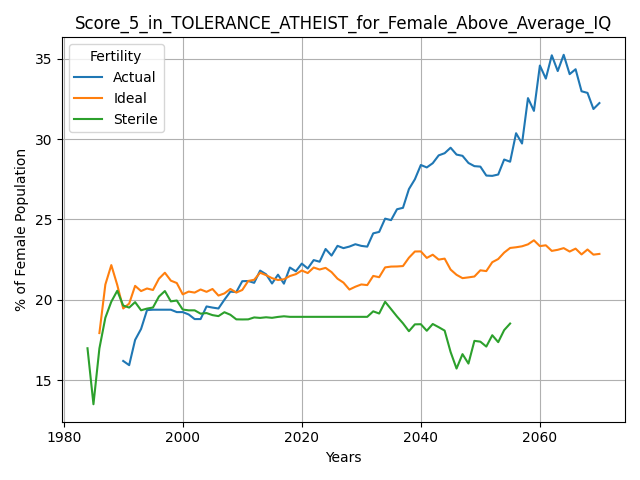 Score_5_in_TOLERANCE_ATHEIST_for_Female_Above_Average_IQ
Fertility
Actual
Ideal
Sterile
% of Female Population
35
30
25
20
15
1980
2000
2020
2040
2060
Years